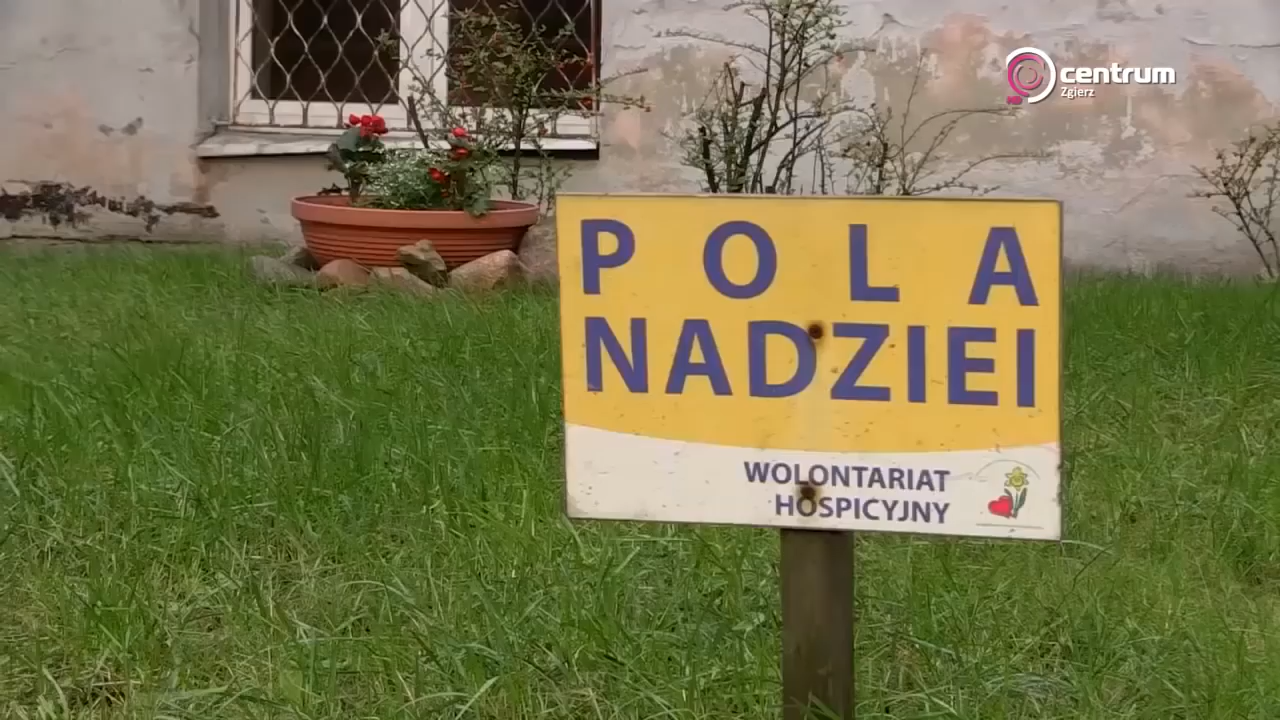 centrum
Zgierz
POLA
NADZIEI
WOLONTARIAT
HOSPICYJNY